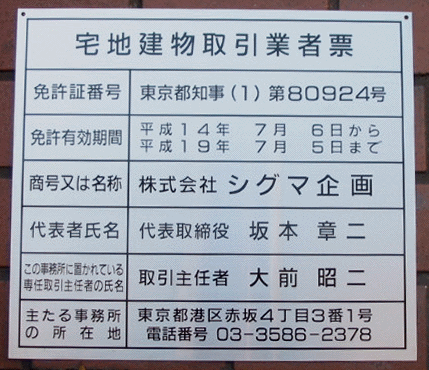 宅地建物取引業者票
免許証番号 東京都知事(1)第80924号
免許有効期間 平成14年 7月 6日から
平成19年 7月 5日まで
商号又は名称 株式会社 シグマ企画
代表者氏名 代表取締役 坂本 章二
この事務所に置かれている
専任取引主任者の氏名 取引主任者 大前 昭二
主たる事務所
の所在地 東京都港区赤坂4丁目3番1号
電話番号 03-3586-2378